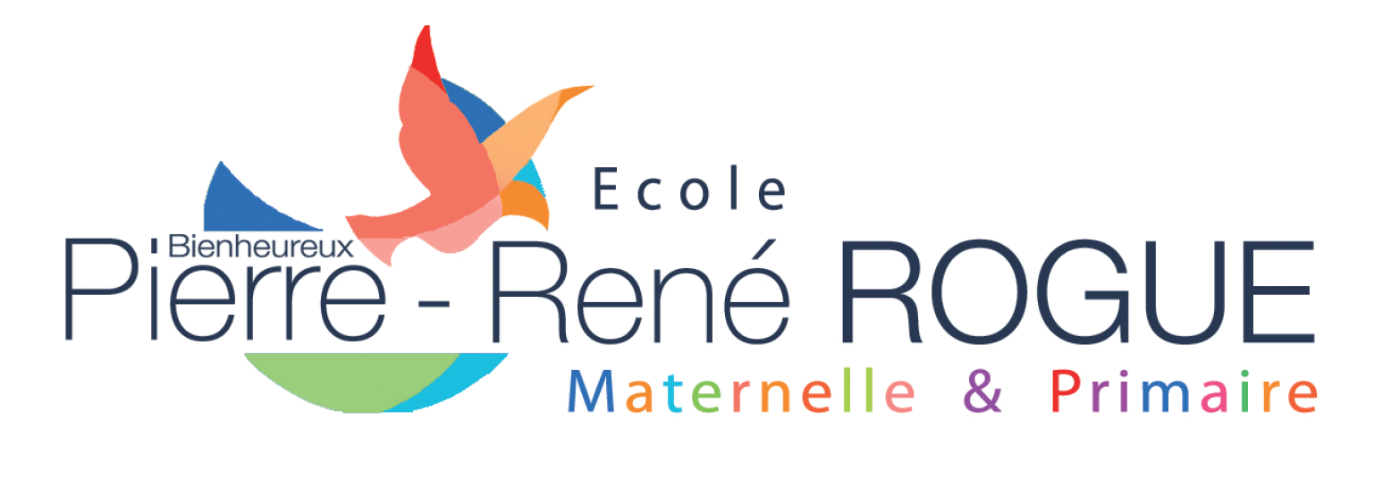 Ecole
Bienheureux
Pierre - René ROGUE
Maternelle & Primaire